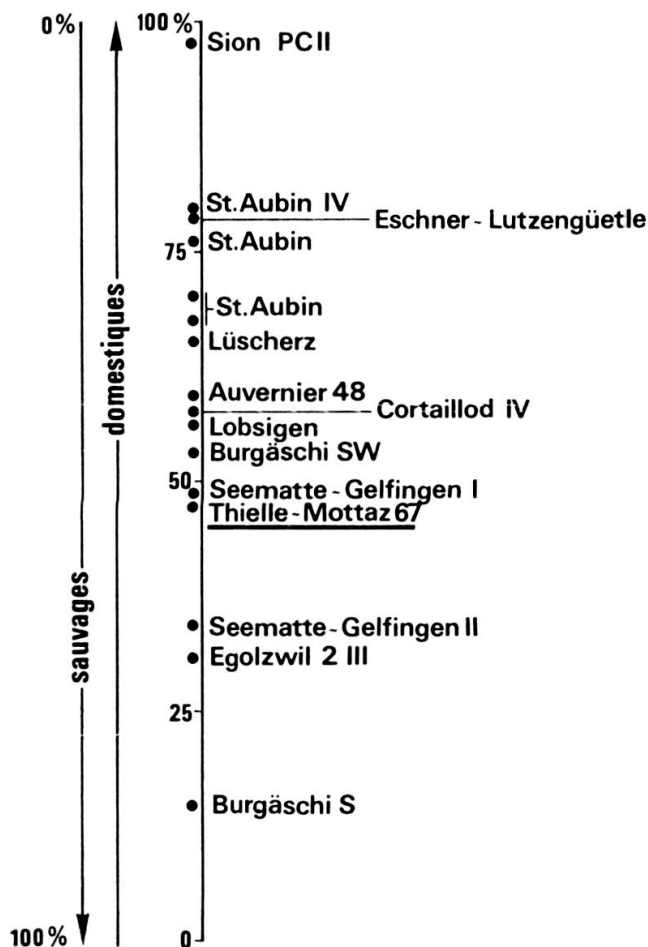 0%
100%
Sion PCII
St.Aubin IV
Eschner-Lutzengüetle
St.Aubin
75
St.Aubin
Lüscherz
domestiques
Auvernier 48
Cortaillod IV
Lobsigen
Burgäschi SW
50
Seematte-Gelfingen I
Thielle-Mottaz 67
sauvages
Seematte-Gelfingen II
Egolzwil 2 III
25
Burgäschi S
100%
0